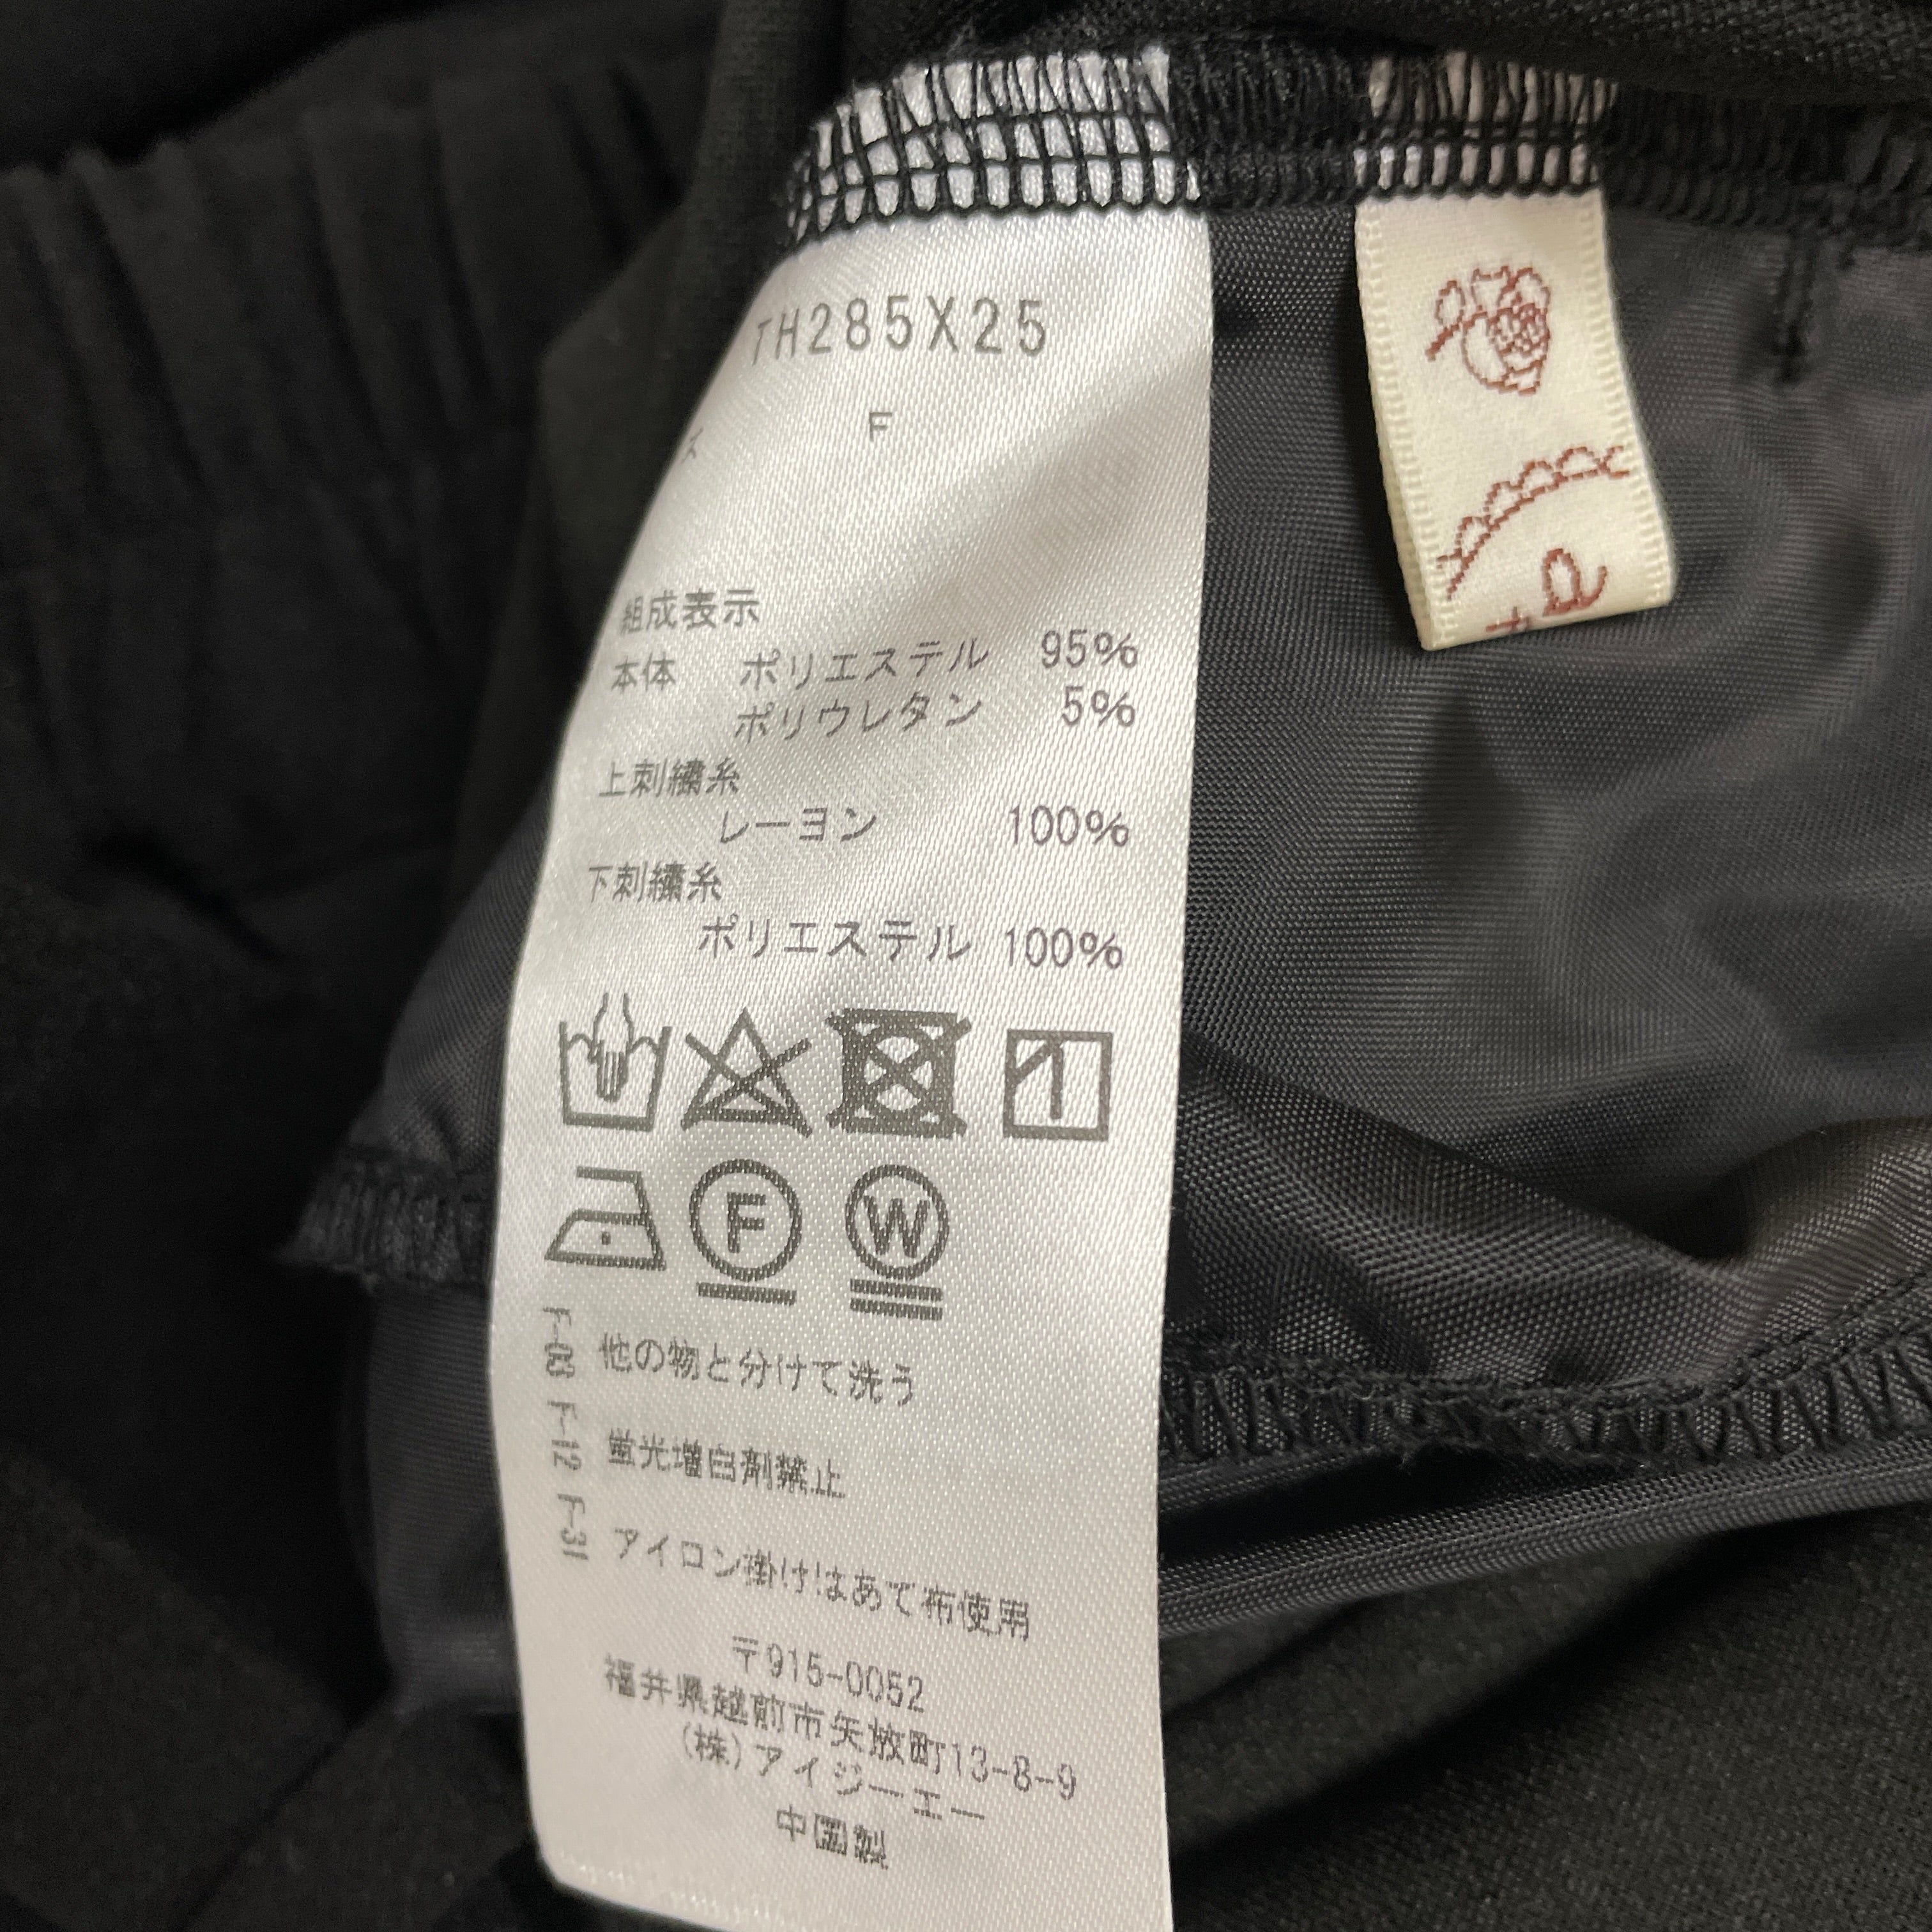 TH285X25
ズ F
組成表示
本体 ポリエステル 95%
ポリウレタン 5%
上刺繍糸
レーヨン 100%
下刺繍糸
ポリエステル 100%
F
W
F-03 他の物と分けて洗う
F-12 蛍光増白剤禁止
F-31 アイロン掛けはあて布使用
〒915-0052
福井県越前市矢放町13-8-9
(株)アイジーエー
中国製
a